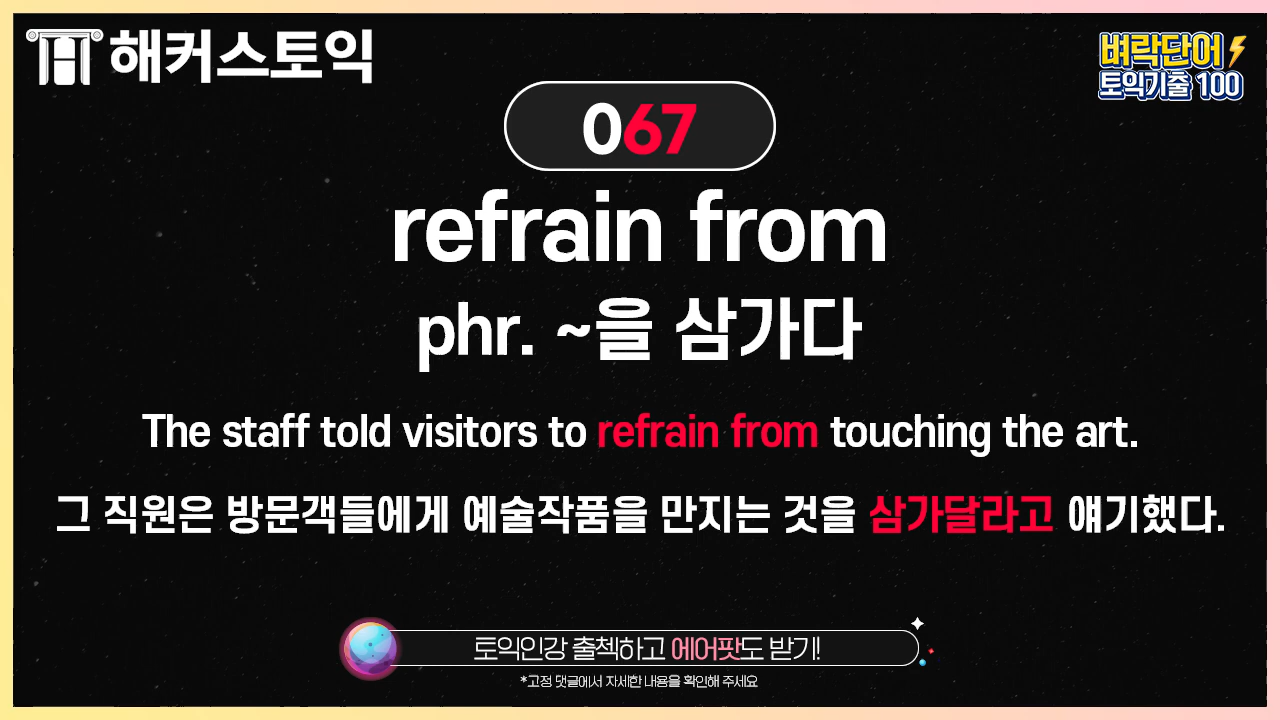 해커스토익
벼락단어
토익기출 100
067
refrain from
phr. ~을 삼가다
The staff told visitors to refrain from touching the art.
그 직원은 방문객들에게 예술작품을 만지는 것을 삼가달라고 얘기했다.
토익인강 출첵하고 에어팟도 받기!
*고정 댓글에서 자세한 내용을 확인해 주세요